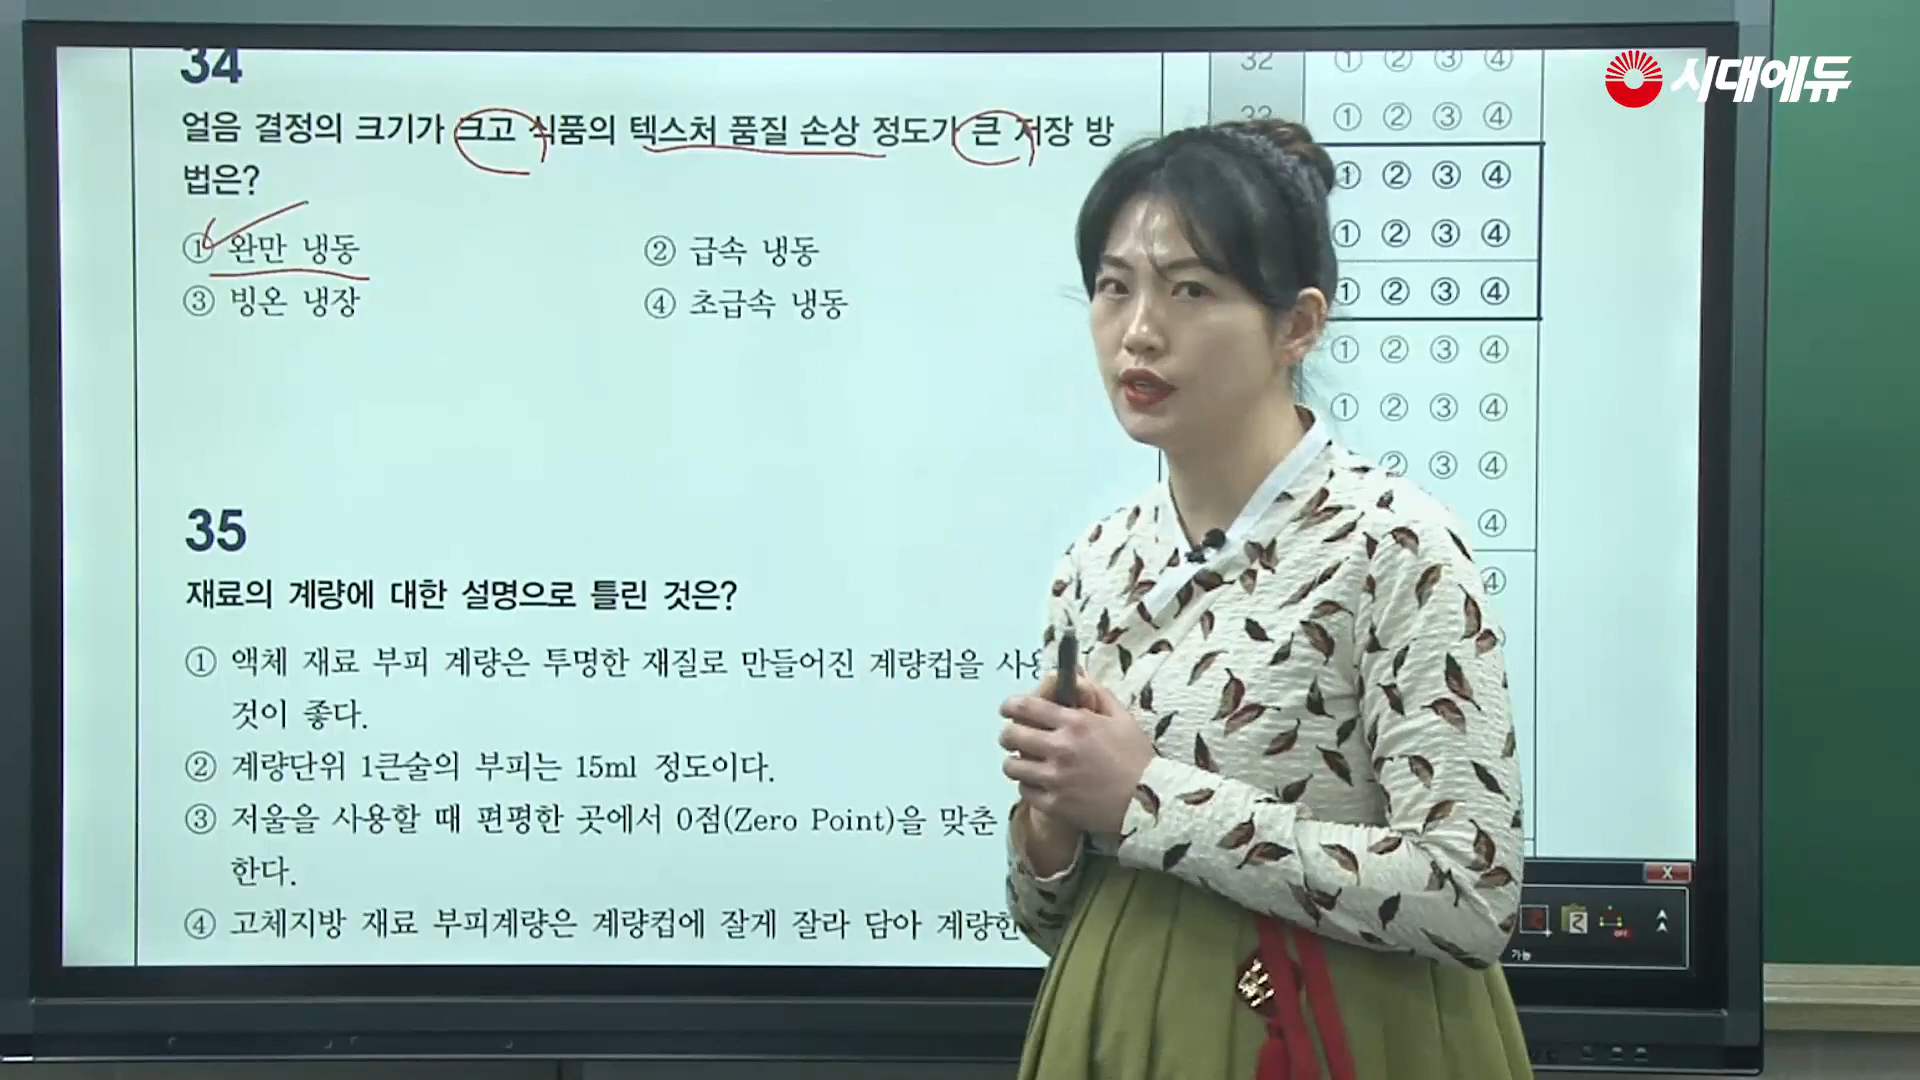 34
얼음 결정의 크기가 크고 식품의 텍스처 품질 손상 정도가 큰 저장 방
법은?
① 완만 냉동
② 급속 냉동
③ 빙온 냉장
④ 초급속 냉동
35
재료의 계량에 대한 설명으로 틀린 것은?
① 액체 재료 부피 계량은 투명한 재질로 만들어진 계량컵을 사용
것이 좋다.
② 계량단위 1큰술의 부피는 15ml 정도이다.
③ 저울을 사용할 때 편평한 곳에서 0점(Zero Point)을 맞춘
한다.
④ 고체지방 재료 부피계량은 계량컵에 잘게 잘라 담아 계량한
32 ① ② ③ ④
33 ① ② ③ ④
① ② ③ ④
① ② ③ ④
① ② ③ ④
① ② ③ ④
① ② ③ ④
② ③ ④
④
④
시대에듀
X
OFF
가능